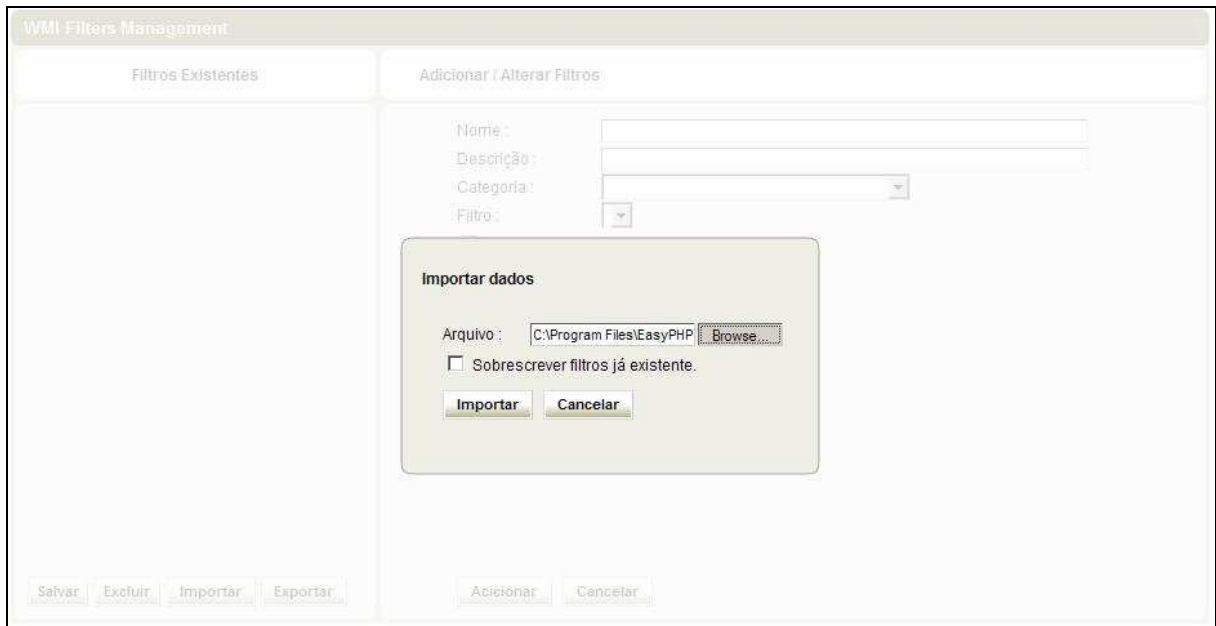 WMI Filters Management
Filtros Existentes
Adicionar / Alterar Filtros
Nome :
Descrição :
Categoria :
Filtro :
Importar dados
Arquivo : C:\Program Files\EasyPHP Browse...
Sobrescrever filtros já existente.
Importar Cancelar
Salvar Excluir Importar Exportar
Adicionar Cancelar